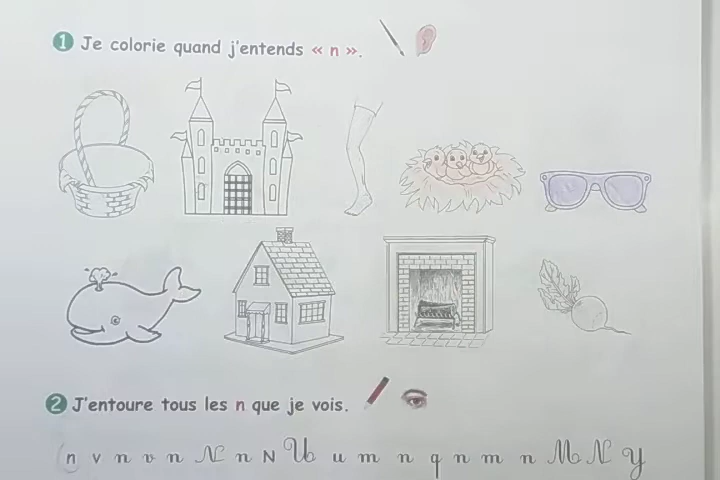 1 Je colorie quand j'entends « n ».
2 J'entoure tous les n que je vois.
n v n v n N n N U u m n q n m n M N y